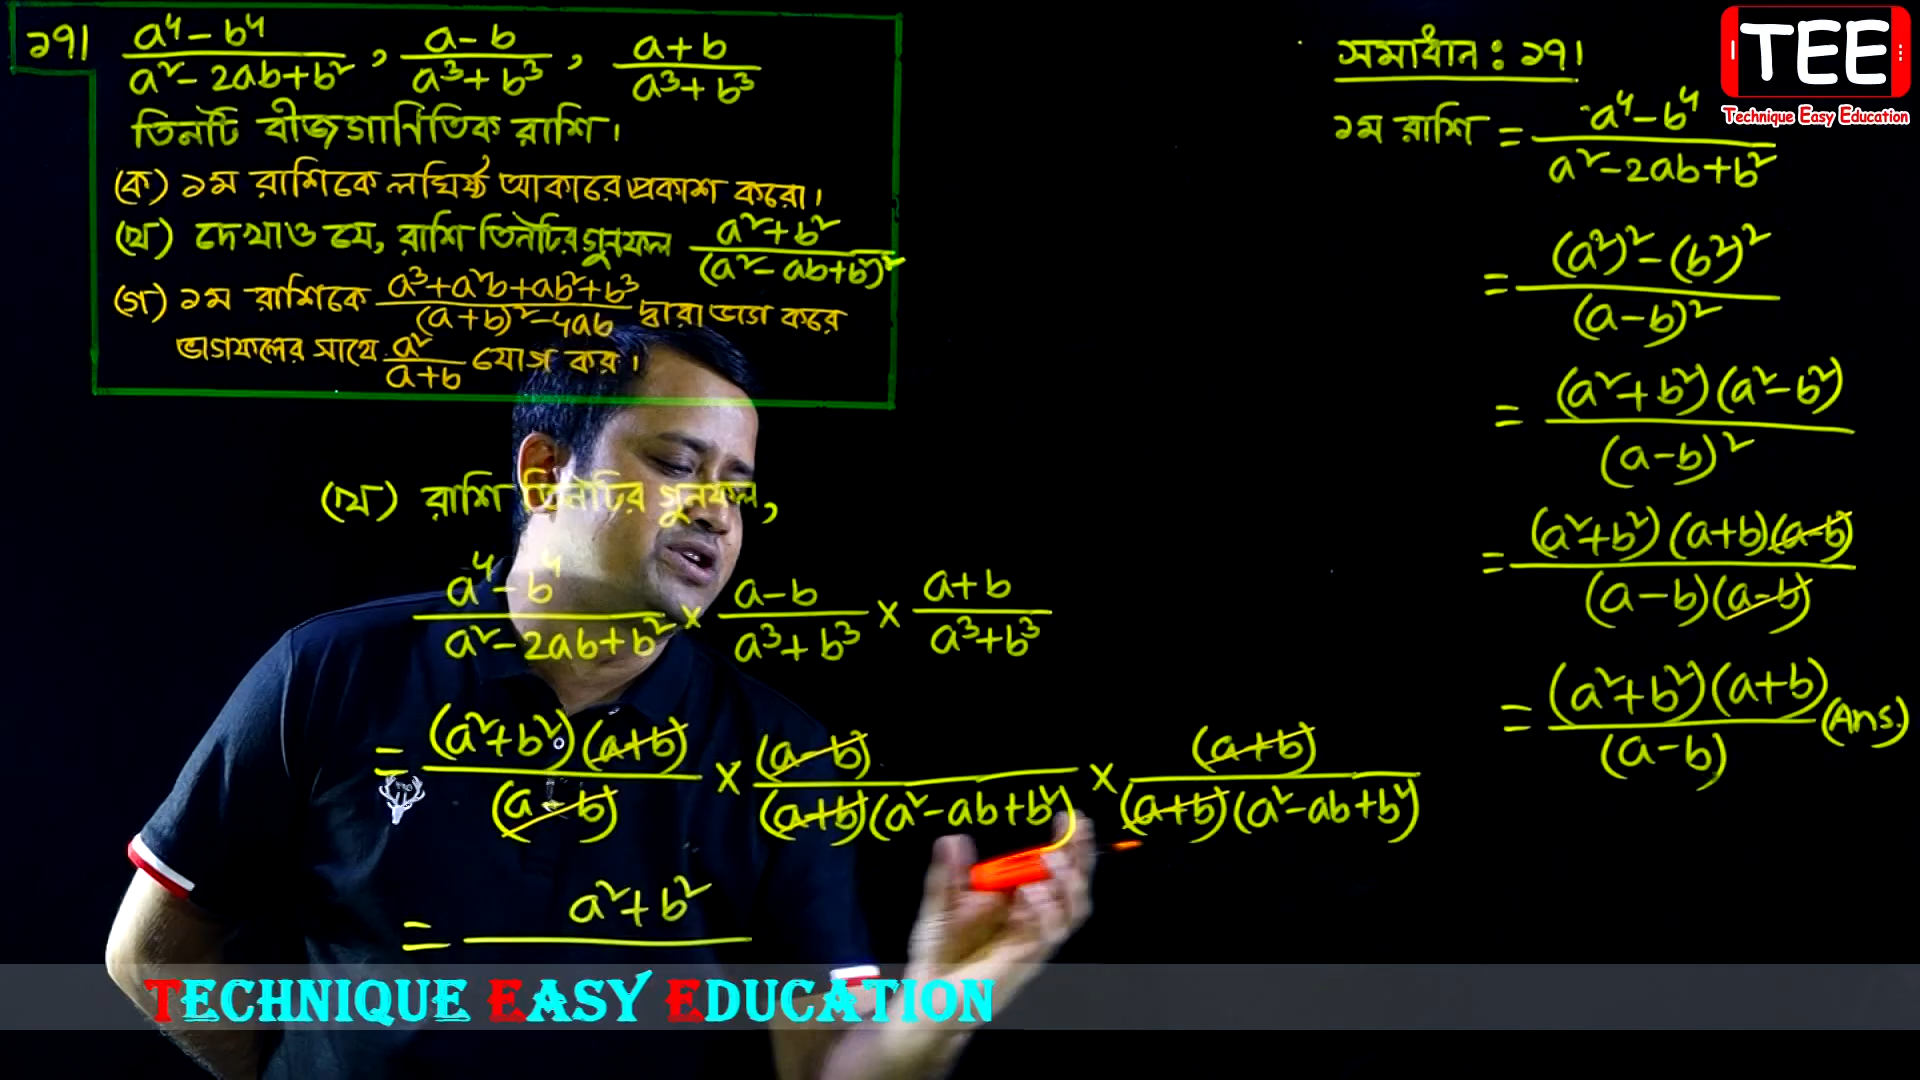 ১৭। a⁴-b⁴/a²-2ab+b², a-b/a³+b³, a+b/a³+b³
তিনটি বীজগাণিতিক রাশি।
(ক) ১ম রাশিকে লঘিষ্ঠ আকারে প্রকাশ করো।
(খ) দেখাও যে, রাশি তিনটির গুনফল a²+b²/(a²-ab+b²)²
(গ) ১ম রাশিকে a³+a²b+ab²+b³/(a+b)²-4ab দ্বারা ভাগ করে
ভাগফলের সাথে a²/a+b যোগ কর।
(খ) রাশি তিনটির গুনফল,
a⁴-b⁴/a²-2ab+b² × a-b/a³+b³ × a+b/a³+b³
= (a²+b²)(a+b)/(a-b) × (a-b)/(a+b)(a²-ab+b²) × (a+b)/(a+b)(a²-ab+b²)
= a²+b²/
সমাধান : ১৭।
১ম রাশি = a⁴-b⁴/a²-2ab+b²
= (a²)²-(b²)²/(a-b)²
= (a²+b²)(a²-b²)/(a-b)²
= (a²+b²)(a+b)(a-b)/(a-b)(a-b)
= (a²+b²)(a+b)/(a-b) (Ans.)
TEE
Technique Easy Education
TECHNIQUE EASY EDUCATION